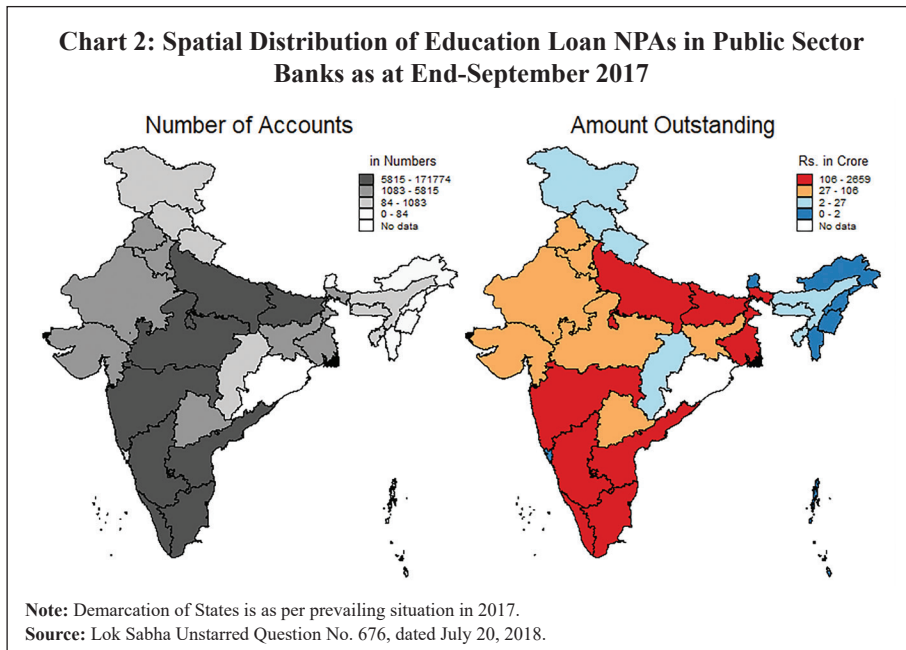 Chart 2: Spatial Distribution of Education Loan NPAs in Public Sector
Banks as at End-September 2017
Number of Accounts
in Numbers
5815 - 171774
1083 - 5815
84 - 1083
0 - 84
No data
Amount Outstanding
Rs. in Crore
106 - 2659
27 - 106
2 - 27
0 - 2
No data
Note: Demarcation of States is as per prevailing situation in 2017.
Source: Lok Sabha Unstarred Question No. 676, dated July 20, 2018.